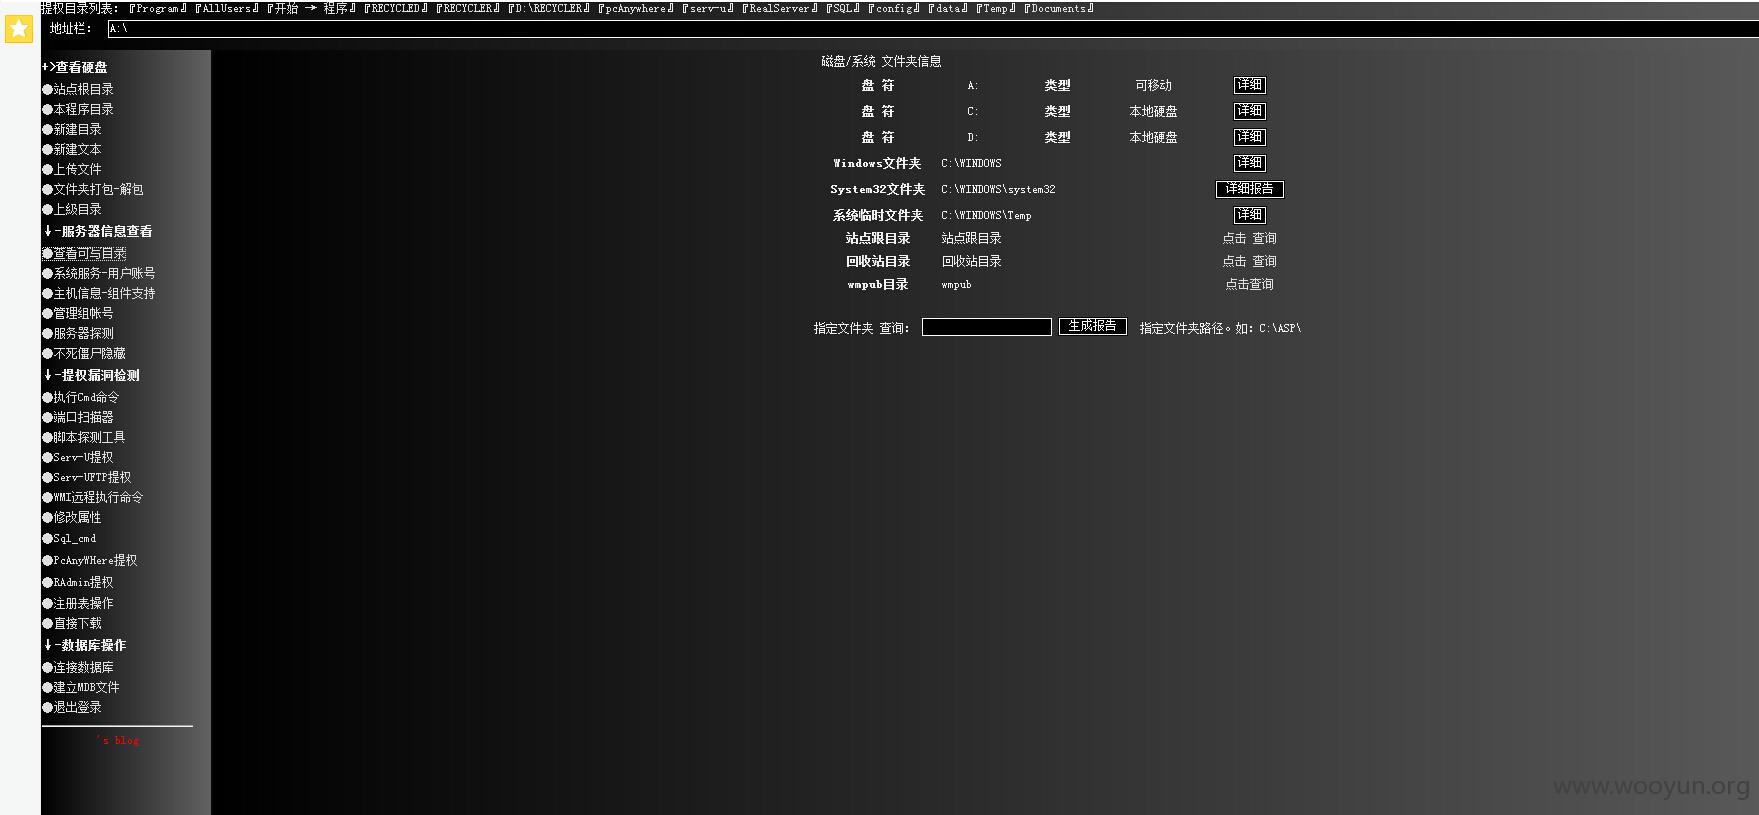 提权目录列表: 『Program』『AllUsers』『开始 → 程序』『RECYCLED』『RECYCLER』『D:\RECYCLER』『pcAnywhere』『serv-u』『RealServer』『SQL』『config』『data』『Temp』『Documents』
地址栏: A:\
+>查看硬盘
●站点根目录
●本程序目录
●新建目录
●新建文本
●上传文件
●文件夹打包-解包
●上级目录
↓-服务器信息查看
●查看可写目录
●系统服务-用户账号
●主机信息-组件支持
●管理组帐号
●服务器探测
●不死僵尸隐藏
↓-提权漏洞检测
●执行Cmd命令
●端口扫描器
●脚本探测工具
●Serv-U提权
●Serv-UFTP提权
●WMI远程执行命令
●修改属性
●Sql_cmd
●PcAnyWHere提权
●RAdmin提权
●注册表操作
●直接下载
↓-数据库操作
●连接数据库
●建立MDB文件
●退出登录
's blog
磁盘/系统 文件夹信息
盘 符 A: 类型 可移动 详细
盘 符 C: 类型 本地硬盘 详细
盘 符 D: 类型 本地硬盘 详细
Windows文件夹 C:\WINDOWS 详细
System32文件夹 C:\WINDOWS\system32 详细报告
系统临时文件夹 C:\WINDOWS\Temp 详细
站点跟目录 站点跟目录 点击 查询
回收站目录 回收站目录 点击 查询
wmpub目录 wmpub 点击查询
指定文件夹 查询: 生成报告 指定文件夹路径。如: C:\ASP\
www.wooyun.org